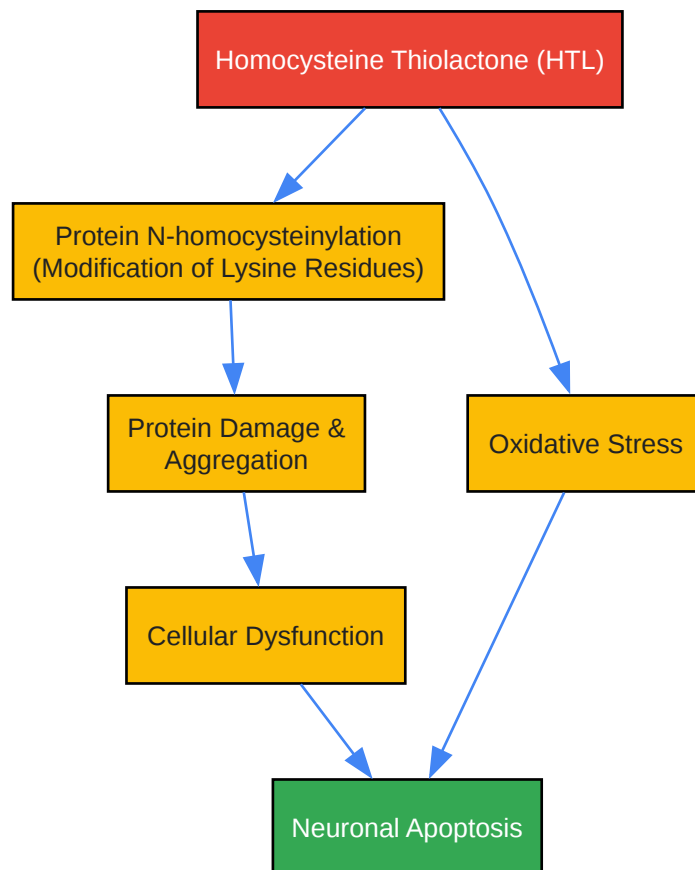 Homocysteine Thiolactone (HTL)
Protein N-homocysteinylation
(Modification of Lysine Residues)
Protein Damage &
Aggregation
Oxidative Stress
Cellular Dysfunction
Neuronal Apoptosis